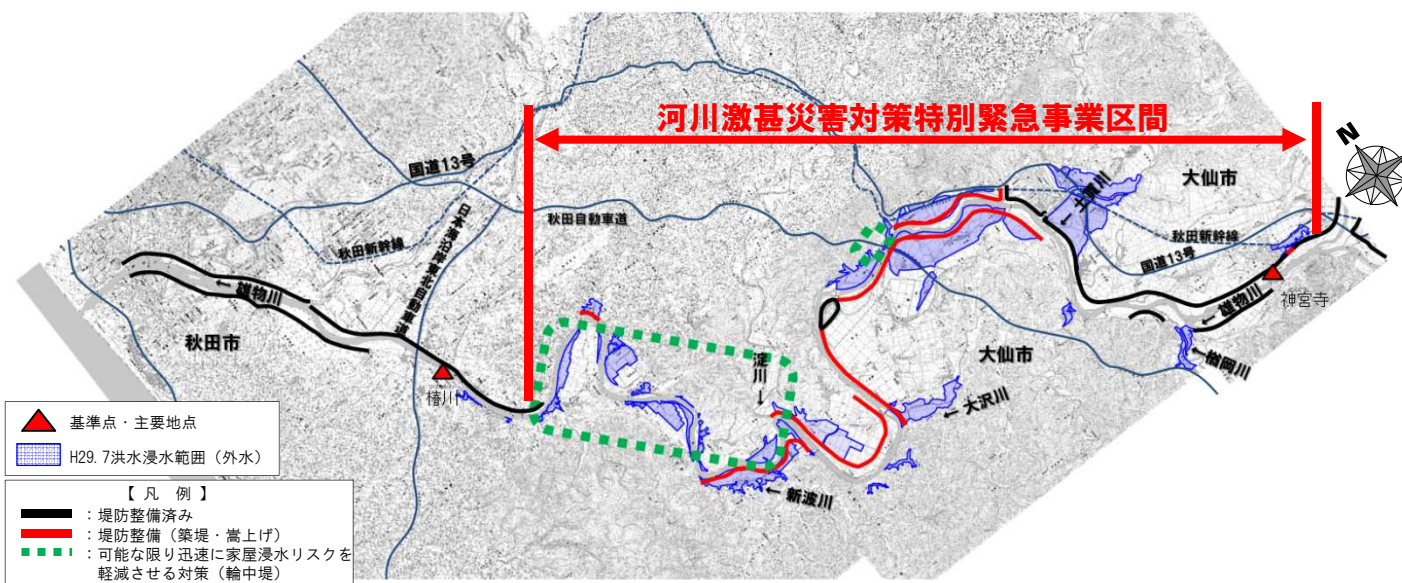 河川激甚災害対策特別緊急事業区間
N
国道13号
大仙市
土買川
秋田自動車道
秋田新幹線
日本海沿岸東北自動車道
秋田新幹線
国道13号
神宮寺
←雄物川
←雄物川
秋田市
椿川
淀川
大仙市
←楢岡川
←大沢川
←新波川
基準点・主要地点
H29.7洪水浸水範囲（外水）
【 凡 例 】
：堤防整備済み
：堤防整備（築堤・嵩上げ）
：可能な限り迅速に家屋浸水リスクを
軽減させる対策（輪中堤）